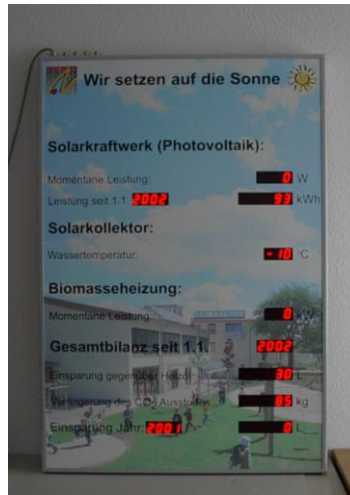 Wir setzen auf die Sonne
Solarkraftwerk (Photovoltaik):
Momentane Leistung: 0 W
Leistung seit 1.1. 2002 93 kWh
Solarkollektor:
Wassertemperatur: -10 °C
Biomasseheizung:
Momentane Leistung: 0 kW
Gesamtbilanz seit 1.1. 2002
Einsparung gegenüber Heizöl: 30 L
Verringerung des CO₂ Ausstoßes: 85 kg
Einsparung Jahr: 2001 0 L